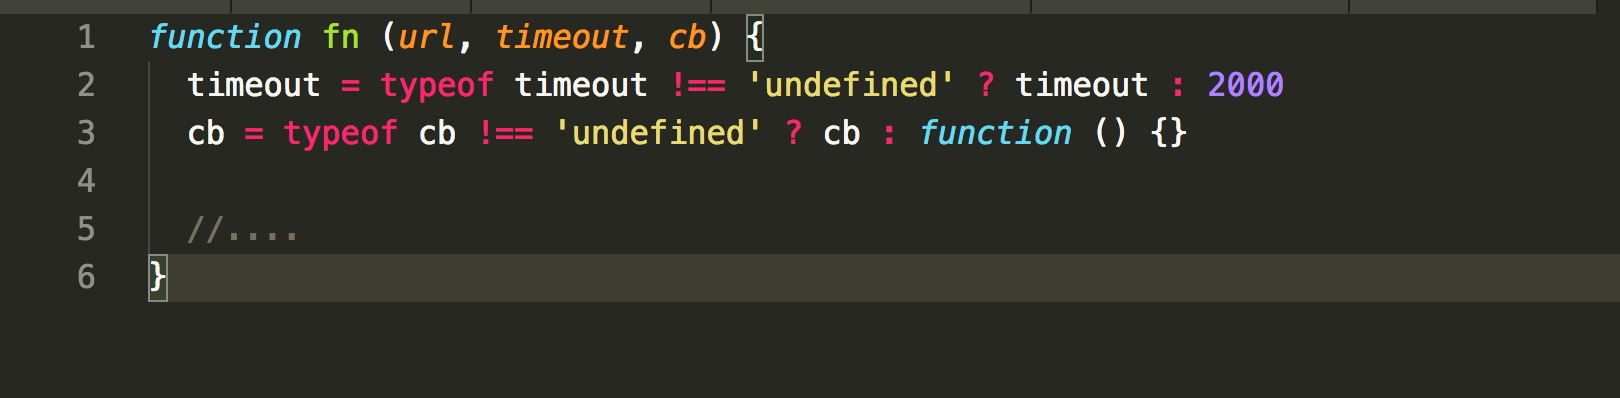 1 function fn (url, timeout, cb) {
2 timeout = typeof timeout !== 'undefined' ? timeout : 2000
3 cb = typeof cb !== 'undefined' ? cb : function () {}
4
5 //....
6 }